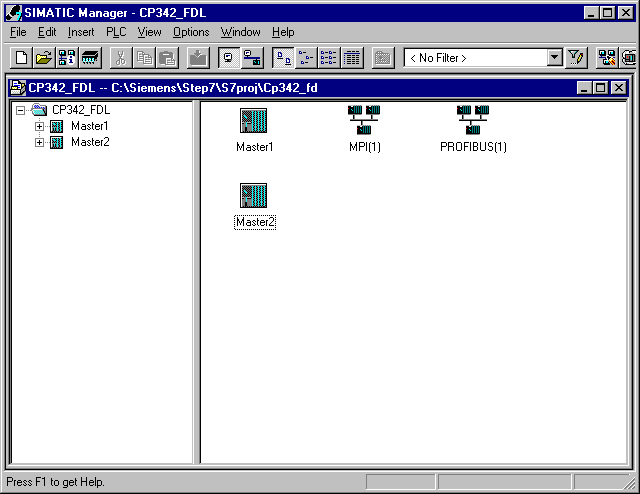 SIMATIC Manager - CP342_FDL
File Edit Insert PLC View Options Window Help
< No Filter >
CP342_FDL -- C:\Siemens\Step7\S7proj\Cp342_fd
CP342_FDL
Master1
Master2
Master1 MPI(1) PROFIBUS(1)
Master2
Press F1 to get Help.